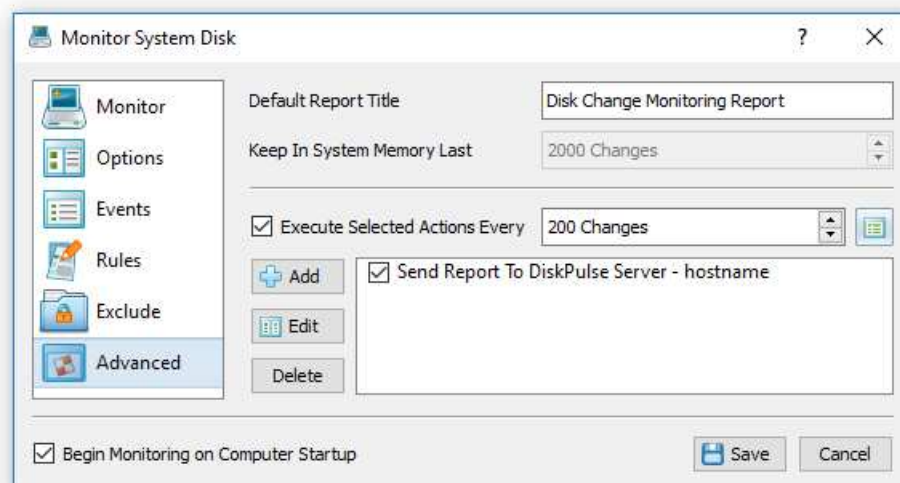 Monitor System Disk
?
Monitor
Options
Events
Rules
Exclude
Advanced
Default Report Title
Disk Change Monitoring Report
Keep In System Memory Last
2000 Changes
Execute Selected Actions Every
200 Changes
Add
Edit
Delete
Send Report To DiskPulse Server - hostname
Begin Monitoring on Computer Startup
Save
Cancel